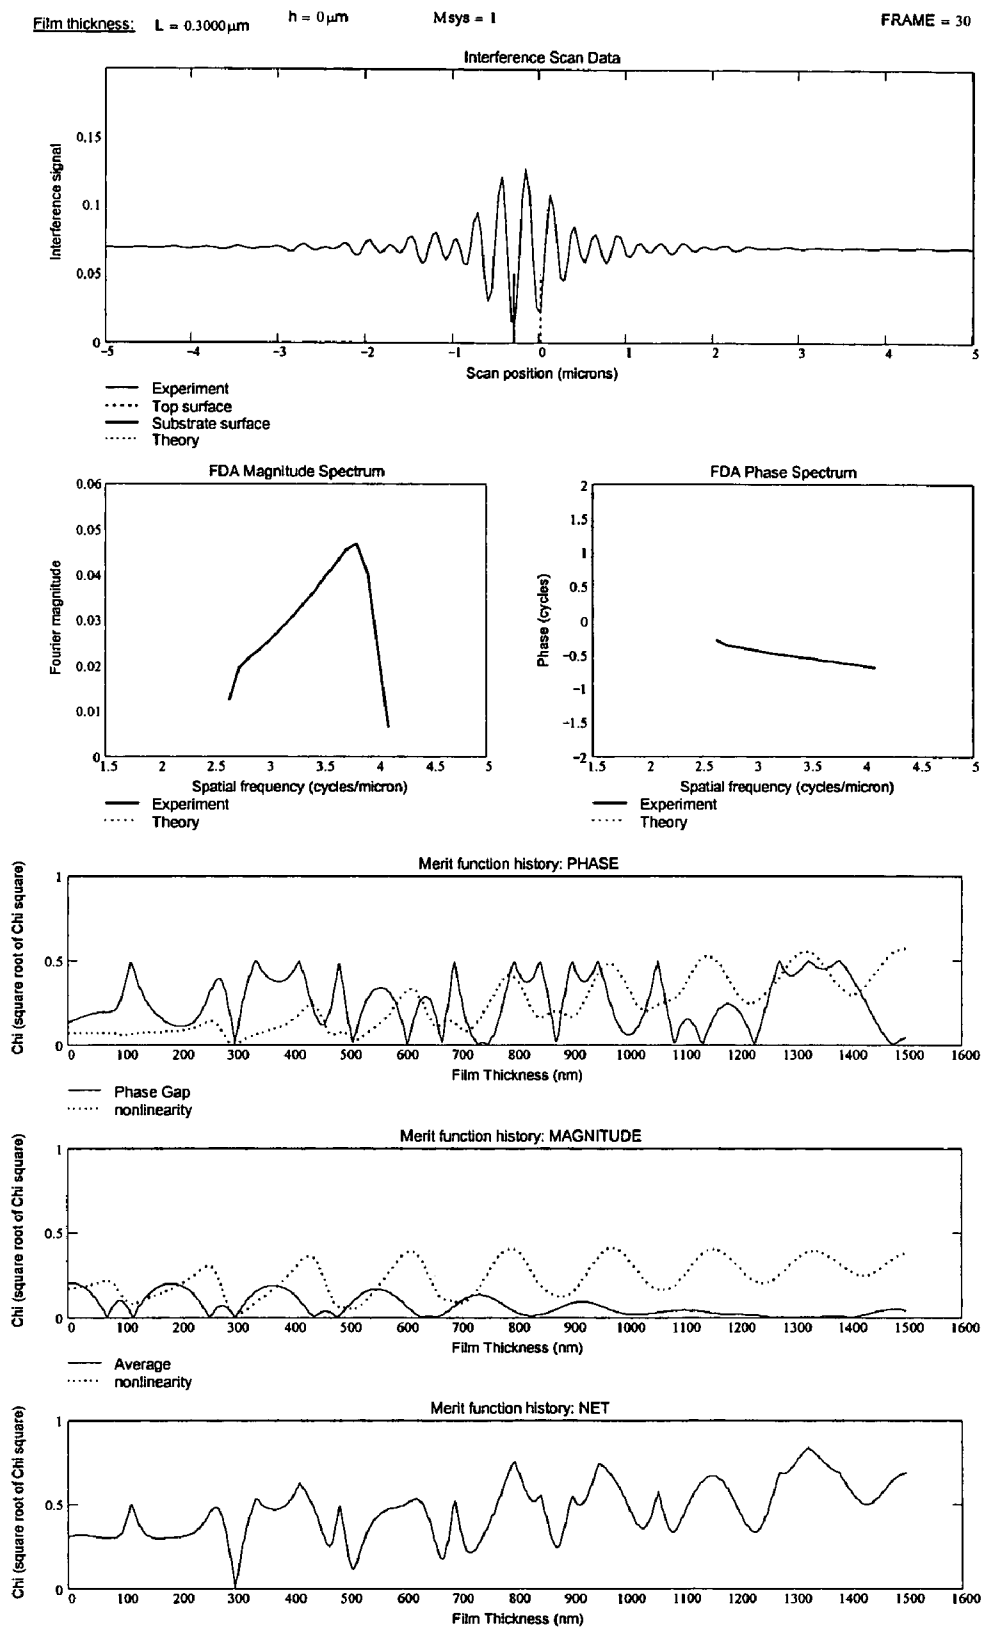 Film thickness: L = 0.3000μm h = 0μm Msys = 1 FRAME = 30
Interference Scan Data
Interference signal
0.15
0.1
0.05
0
−5 −4 −3 −2 −1 0 1 2 3 4 5
Scan position (microns)
Experiment
Top surface
Substrate surface
Theory
FDA Magnitude Spectrum
Fourier magnitude
0.06
0.05
0.04
0.03
0.02
0.01
0
1.5 2 2.5 3 3.5 4 4.5 5
Spatial frequency (cycles/micron)
Experiment
Theory
FDA Phase Spectrum
Phase (cycles)
2
1.5
1
0.5
0
−0.5
−1
−1.5
−2
1.5 2 2.5 3 3.5 4 4.5 5
Spatial frequency (cycles/micron)
Experiment
Theory
Merit function history: PHASE
Chi (square root of Chi square)
1
0.5
0
0 100 200 300 400 500 600 700 800 900 1000 1100 1200 1300 1400 1500 1600
Film Thickness (nm)
Phase Gap
nonlinearity
Merit function history: MAGNITUDE
Chi (square root of Chi square)
1
0.5
0
0 100 200 300 400 500 600 700 800 900 1000 1100 1200 1300 1400 1500 1600
Film Thickness (nm)
Average
nonlinearity
Merit function history: NET
Chi (square root of Chi square)
1
0.5
0
0 100 200 300 400 500 600 700 800 900 1000 1100 1200 1300 1400 1500 1600
Film Thickness (nm)